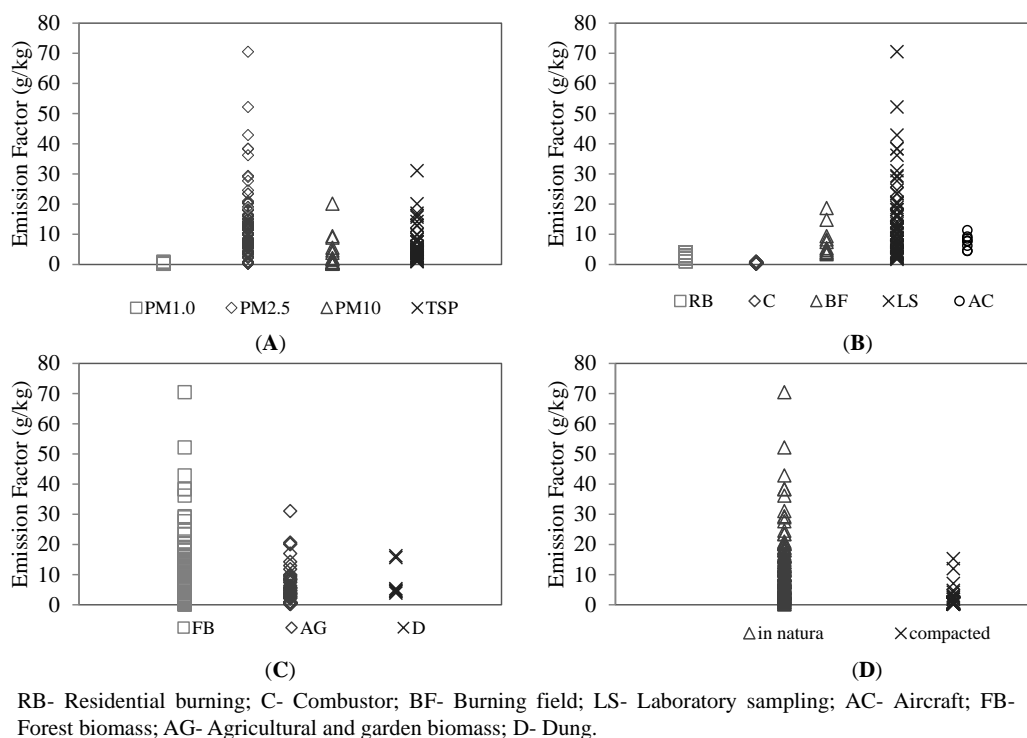 80
70
60
50
40
30
20
10
0
Emission Factor (g/kg)
PM1.0 PM2.5 PM10 TSP
(A)
80
70
60
50
40
30
20
10
0
Emission Factor (g/kg)
RB C BF LS AC
(B)
80
70
60
50
40
30
20
10
0
Emission Factor (g/kg)
FB AG D
(C)
80
70
60
50
40
30
20
10
0
Emission Factor (g/kg)
in natura compacted
(D)
RB- Residential burning; C- Combustor; BF- Burning field; LS- Laboratory sampling; AC- Aircraft; FB-
Forest biomass; AG- Agricultural and garden biomass; D- Dung.